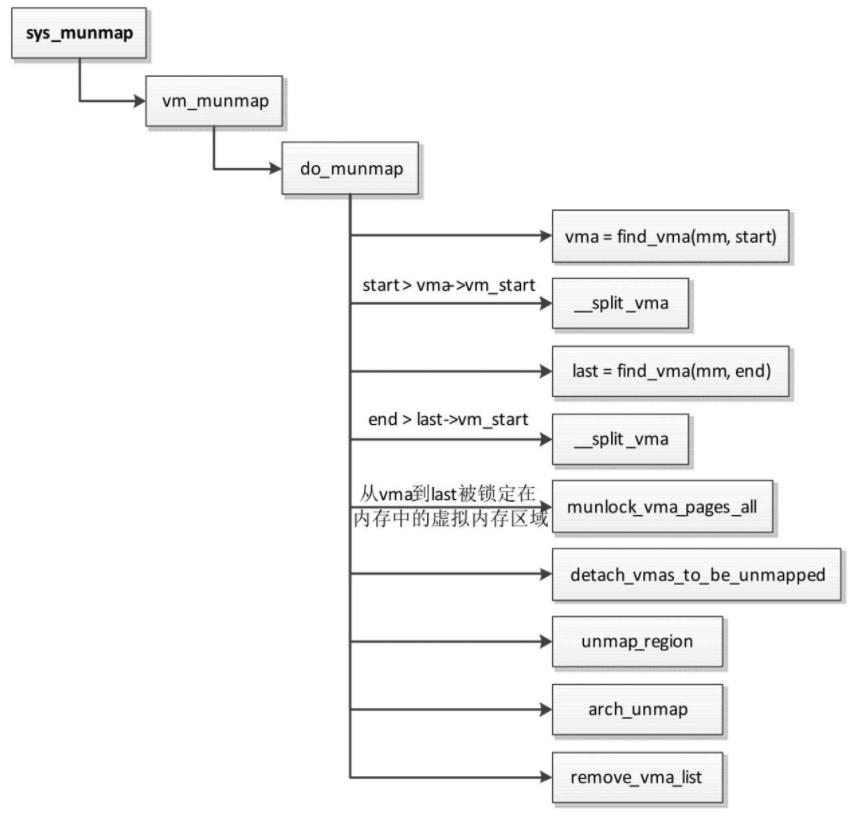 sys_munmap
vm_munmap
do_munmap
vma = find_vma(mm, start)
start > vma->vm_start
__split_vma
last = find_vma(mm, end)
end > last->vm_start
__split_vma
从vma到last被锁定在
内存中的虚拟内存区域
munlock_vma_pages_all
detach_vmas_to_be_unmapped
unmap_region
arch_unmap
remove_vma_list